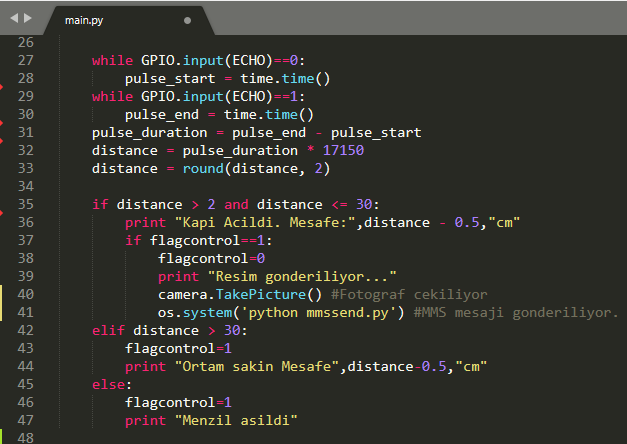 main.py
26
27 while GPIO.input(ECHO)==0:
28 pulse_start = time.time()
29 while GPIO.input(ECHO)==1:
30 pulse_end = time.time()
31 pulse_duration = pulse_end - pulse_start
32 distance = pulse_duration * 17150
33 distance = round(distance, 2)
34
35 if distance > 2 and distance <= 30:
36 print "Kapi Acildi. Mesafe:",distance - 0.5,"cm"
37 if flagcontrol==1:
38 flagcontrol=0
39 print "Resim gonderiliyor..."
40 camera.TakePicture() #Fotograf cekiliyor
41 os.system('python mmssend.py') #MMS mesaji gonderiliyor.
42 elif distance > 30:
43 flagcontrol=1
44 print "Ortam sakin Mesafe",distance-0.5,"cm"
45 else:
46 flagcontrol=1
47 print "Menzil asildi"
48